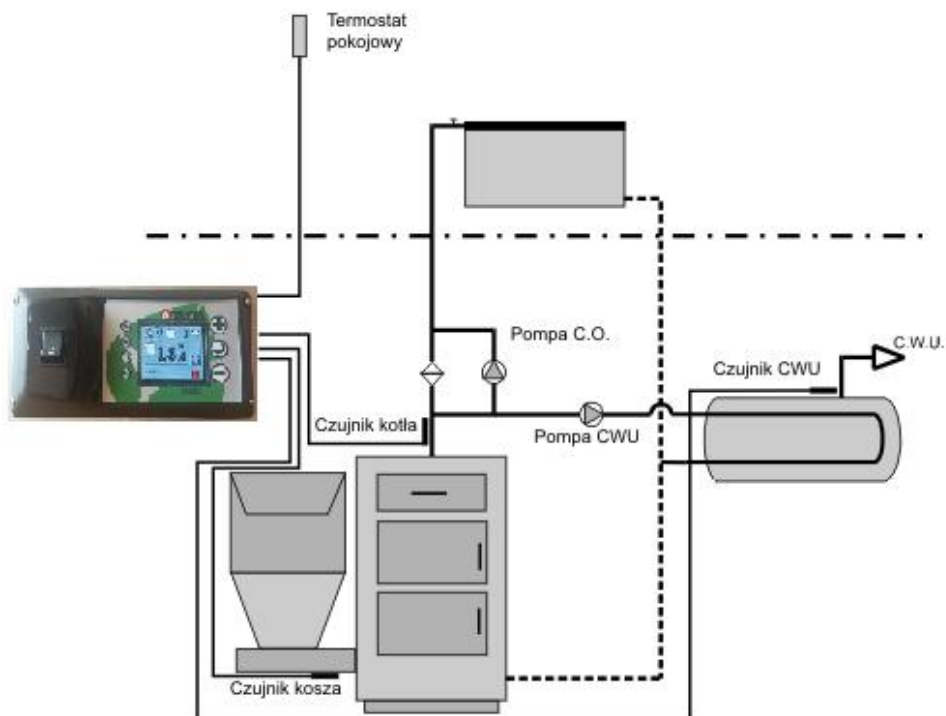 Termostat
pokojowy
Pompa C.O.
C.W.U.
Czujnik CWU
Czujnik kotła
Pompa CWU
Czujnik kosza